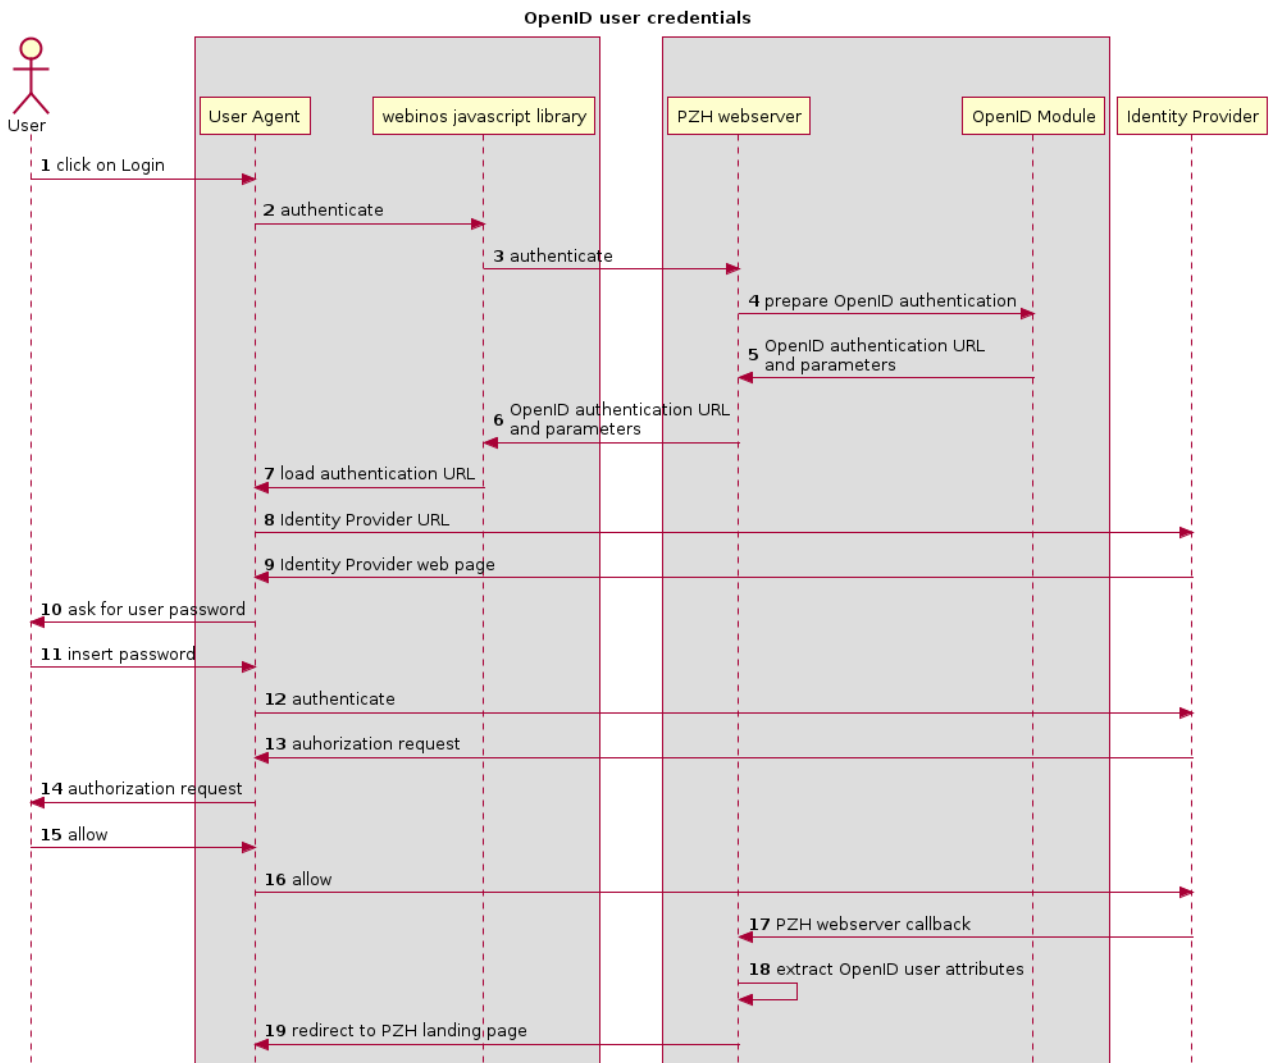 OpenID user credentials
User
User Agent
webinos javascript library
PZH webserver
OpenID Module
Identity Provider
1 click on Login
2 authenticate
3 authenticate
4 prepare OpenID authentication
5 OpenID authentication URL
and parameters
6 OpenID authentication URL
and parameters
7 load authentication URL
8 Identity Provider URL
9 Identity Provider web page
10 ask for user password
11 insert password
12 authenticate
13 auhorization request
14 authorization request
15 allow
16 allow
17 PZH webserver callback
18 extract OpenID user attributes
19 redirect to PZH landing page